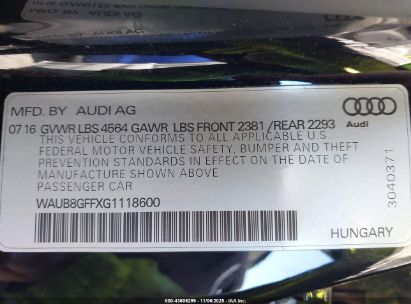 MFD. BY AUDI AG
Audi
07 16 GVWR LBS 4564 GAWR LBS FRONT 2381 / REAR 2293
THIS VEHICLE CONFORMS TO ALL APPLICABLE U.S.
FEDERAL MOTOR VEHICLE SAFETY, BUMPER AND THEFT
PREVENTION STANDARDS IN EFFECT ON THE DATE OF
MANUFACTURE SHOWN ABOVE
PASSENGER CAR
WAUB8GFFXG1118600
HUNGARY
3040371